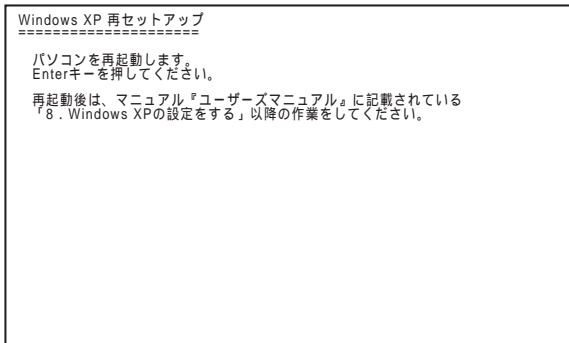 Windows XP 再セットアップ
=====================
パソコンを再起動します。
Enterキーを押してください。
再起動後は、マニュアル『ユーザーズマニュアル』に記載されている
「8．Windows XPの設定をする」以降の作業をしてください。